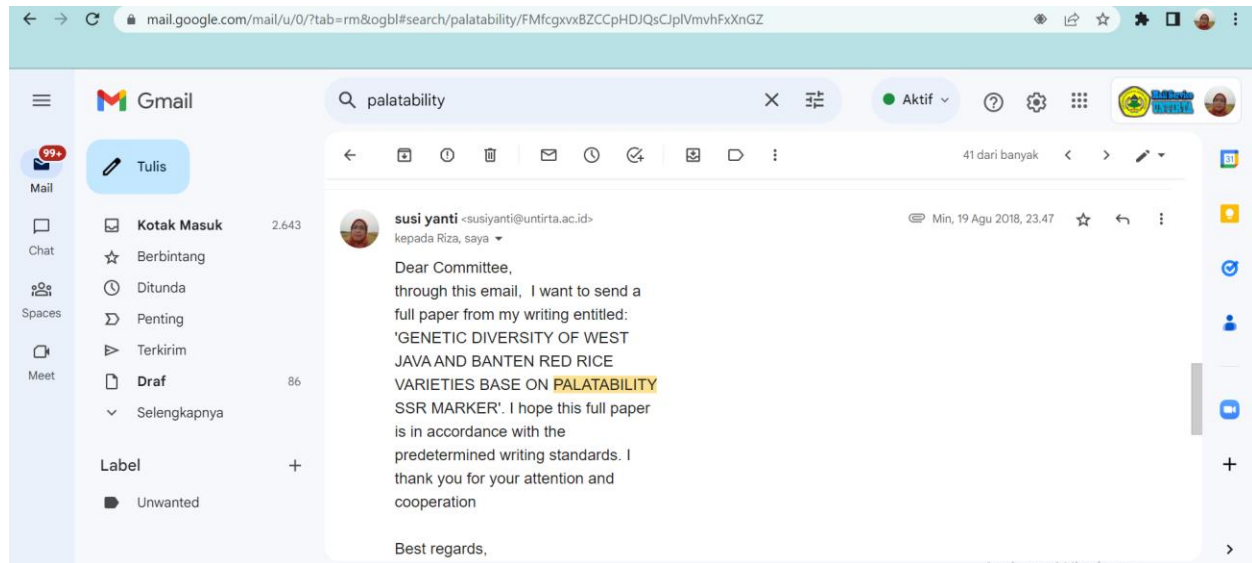 mail.google.com/mail/u/0/?tab=rm&ogbl#search/palatability/FMfcgxvxBZCCpHDJQsCJplVmvhFxXnGZ
Gmail
palatability
Aktif
Mail Service
UNTIRTA
99+
Mail
Tulis
41 dari banyak
31
Chat
Spaces
Meet
Kotak Masuk 2.643
Berbintang
Ditunda
Penting
Terkirim
Draf 86
Selengkapnya
Label
Unwanted
susi yanti <susiyanti@untirta.ac.id>
Min, 19 Agu 2018, 23.47
kepada Riza, saya
Dear Committee,
through this email, I want to send a
full paper from my writing entitled:
'GENETIC DIVERSITY OF WEST
JAVA AND BANTEN RED RICE
VARIETIES BASE ON PALATABILITY
SSR MARKER'. I hope this full paper
is in accordance with the
predetermined writing standards. I
thank you for your attention and
cooperation
Best regards,